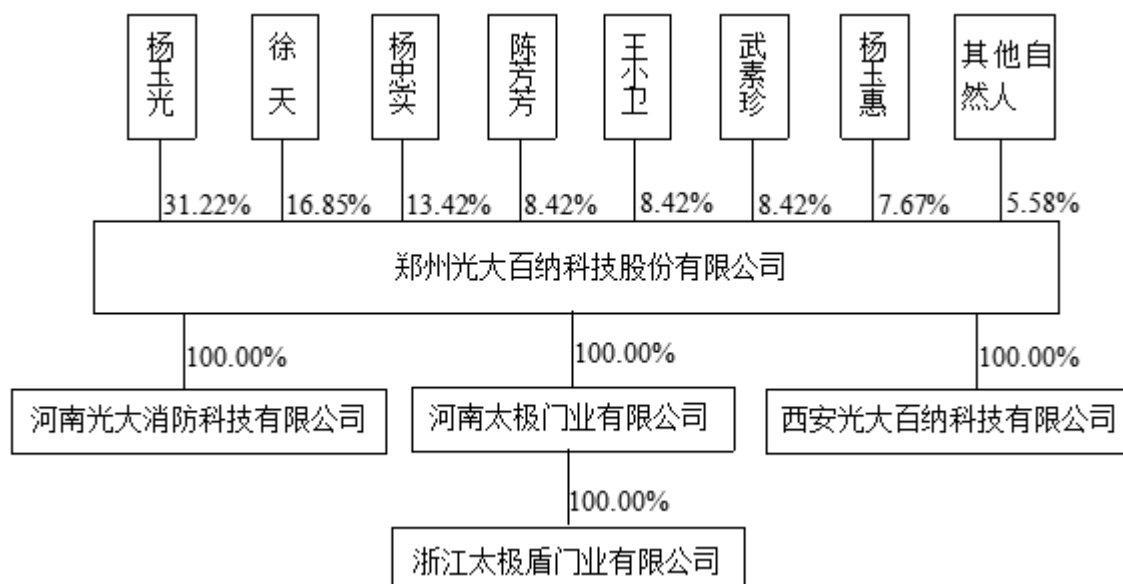 杨玉光
徐天
杨忠实
陈芳芳
王小卫
武素珍
杨玉惠
其他自
然人
31.22%
16.85%
13.42%
8.42%
8.42%
8.42%
7.67%
5.58%
郑州光大百纳科技股份有限公司
100.00%
100.00%
100.00%
河南光大消防科技有限公司
河南太极门业有限公司
西安光大百纳科技有限公司
100.00%
浙江太极盾门业有限公司